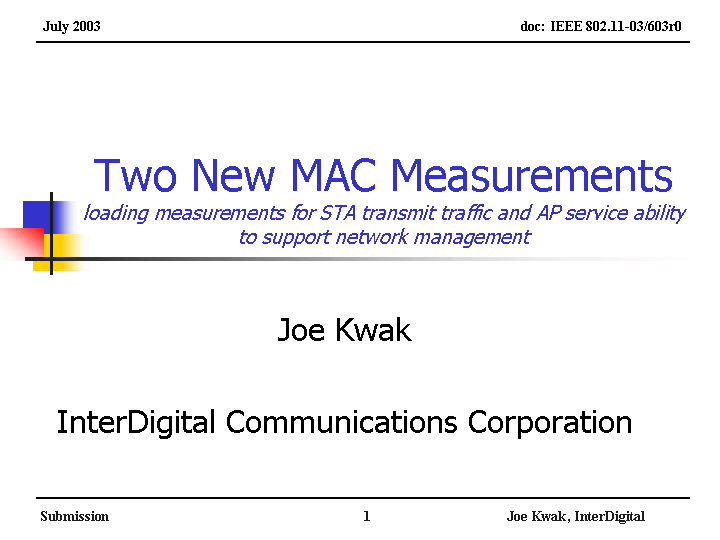 July 2003
doc: IEEE 802.11-03/603r0
Two New MAC Measurements
loading measurements for STA transmit traffic and AP service ability
to support network management
Joe Kwak
InterDigital Communications Corporation
Submission
1
Joe Kwak, InterDigital